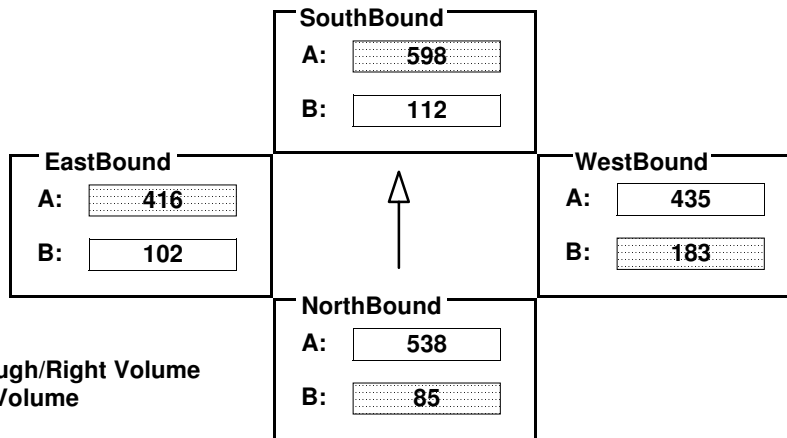 SouthBound
A: 598
B: 112
EastBound
A: 416
B: 102
WestBound
A: 435
B: 183
NorthBound
A: 538
B: 85
ugh/Right Volume
Volume